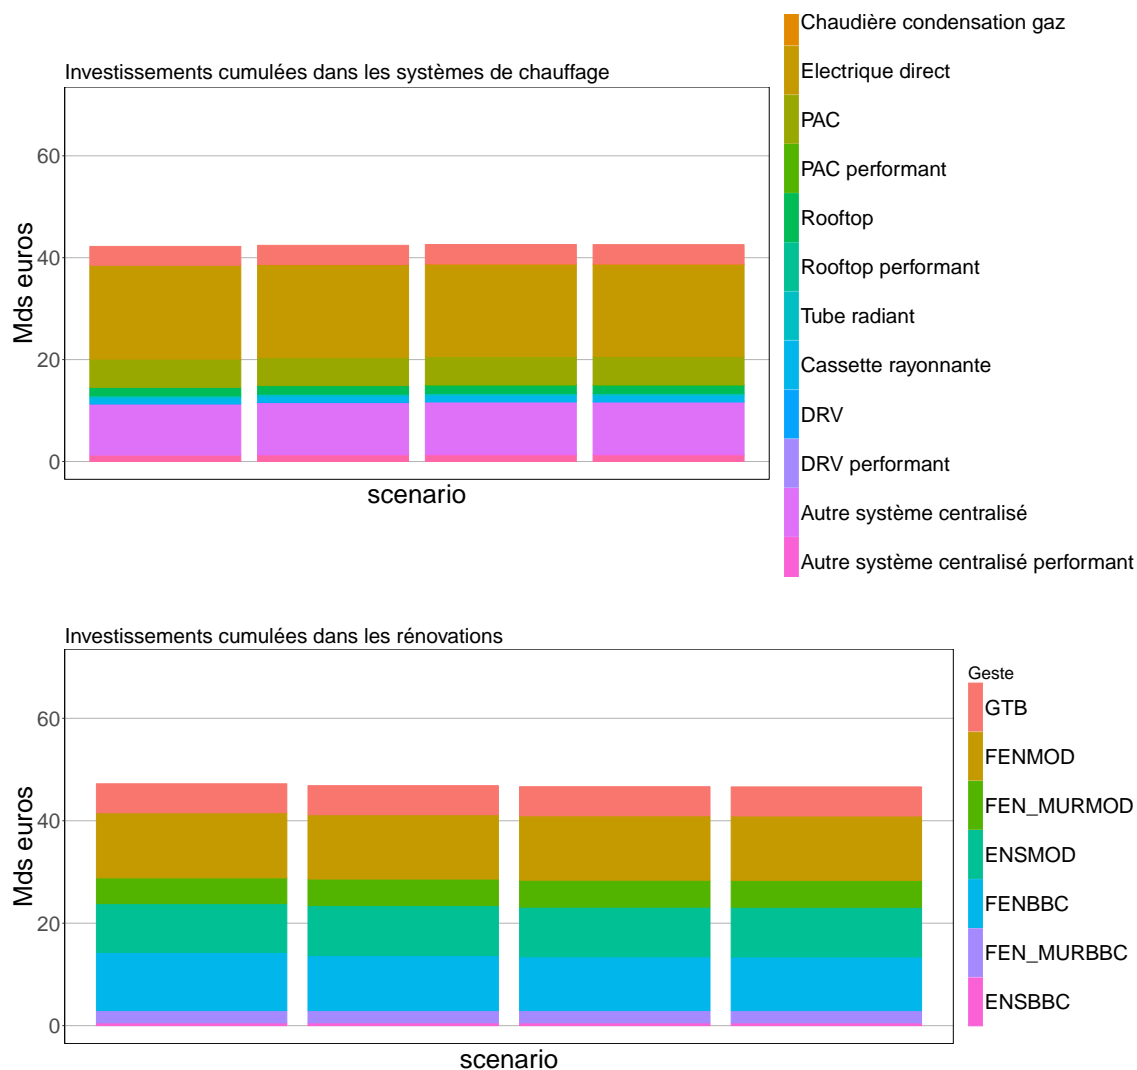 Investissements cumulées dans les systèmes de chauffage
Mds euros
60
40
20
0
scenario
Chaudière condensation gaz
Electrique direct
PAC
PAC performant
Rooftop
Rooftop performant
Tube radiant
Cassette rayonnante
DRV
DRV performant
Autre système centralisé
Autre système centralisé performant
Investissements cumulées dans les rénovations
Mds euros
60
40
20
0
scenario
Geste
GTB
FENMOD
FEN_MURMOD
ENSMOD
FENBBC
FEN_MURBBC
ENSBBC